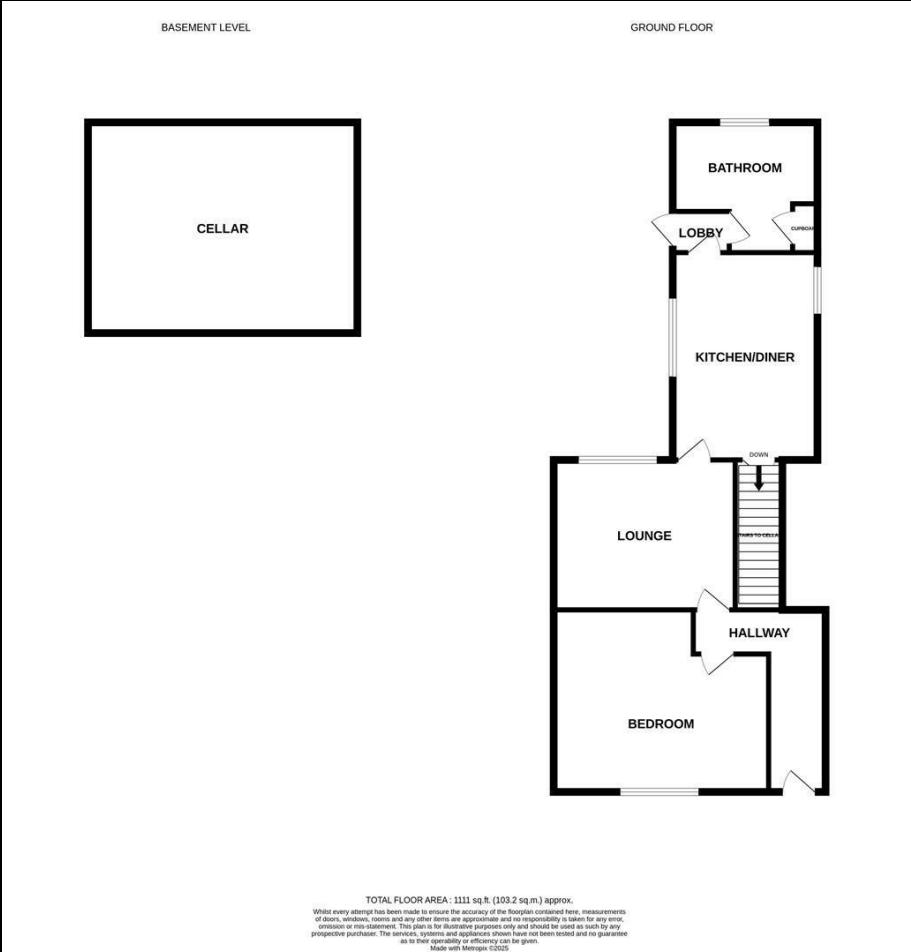 BASEMENT LEVEL
GROUND FLOOR
CELLAR
BATHROOM
CUPBOA
LOBBY
KITCHEN/DINER
DOWN
LOUNGE
TAIRS TO CELLA
HALLWAY
BEDROOM
TOTAL FLOOR AREA : 1111 sq.ft. (103.2 sq.m.) approx.
Whilst every attempt has been made to ensure the accuracy of the floorplan contained here, measurements
of doors, windows, rooms and any other items are approximate and no responsibility is taken for any error,
omission or mis-statement. This plan is for illustrative purposes only and should be used as such by any
prospective purchaser. The services, systems and appliances shown have not been tested and no guarantee
as to their operability or efficiency can be given.
Made with Metropix ©2025